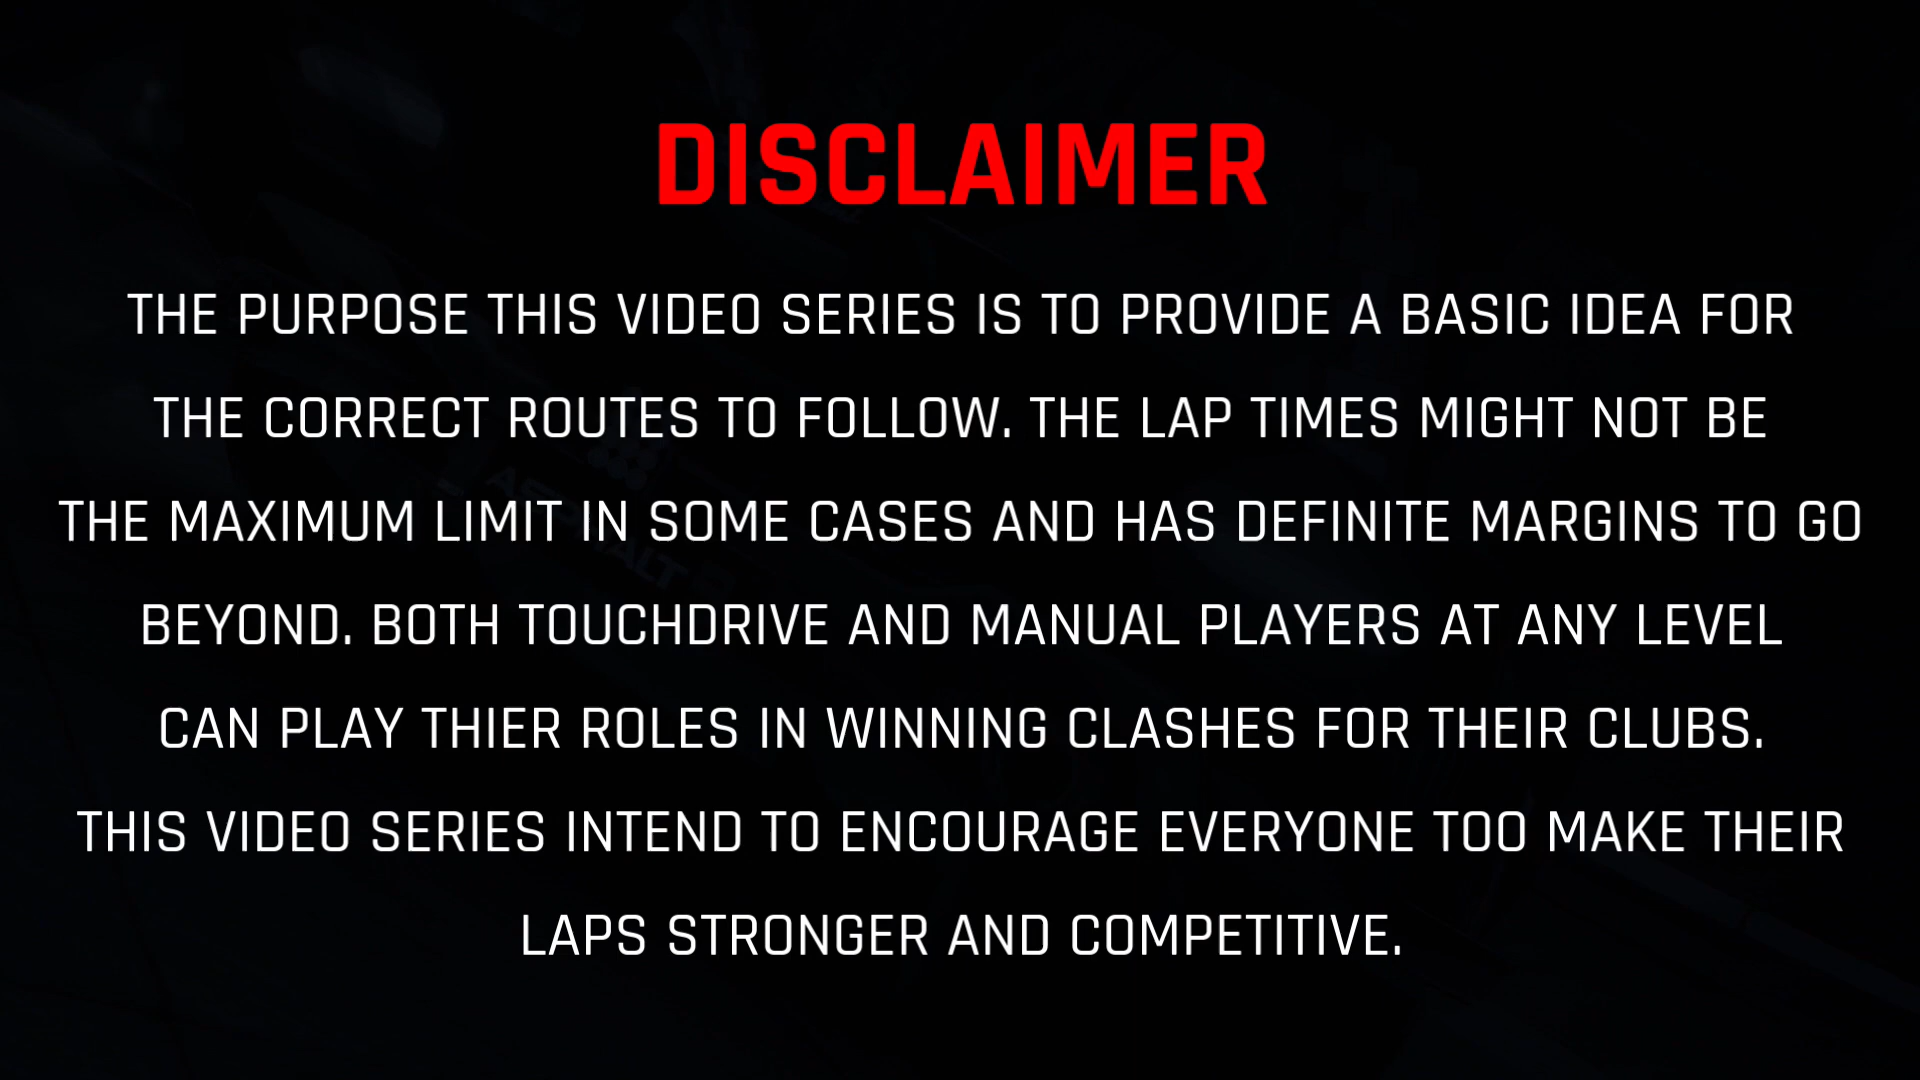 DISCLAIMER
THE PURPOSE THIS VIDEO SERIES IS TO PROVIDE A BASIC IDEA FOR
THE CORRECT ROUTES TO FOLLOW. THE LAP TIMES MIGHT NOT BE
THE MAXIMUM LIMIT IN SOME CASES AND HAS DEFINITE MARGINS TO GO
BEYOND. BOTH TOUCHDRIVE AND MANUAL PLAYERS AT ANY LEVEL
CAN PLAY THIER ROLES IN WINNING CLASHES FOR THEIR CLUBS.
THIS VIDEO SERIES INTEND TO ENCOURAGE EVERYONE TOO MAKE THEIR
LAPS STRONGER AND COMPETITIVE.
ASPHALT